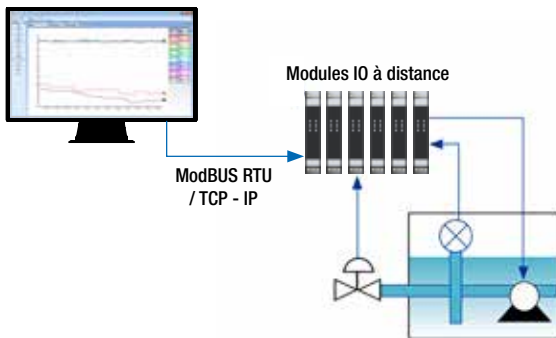 Modules IO à distance
ModBUS RTU
/ TCP - IP